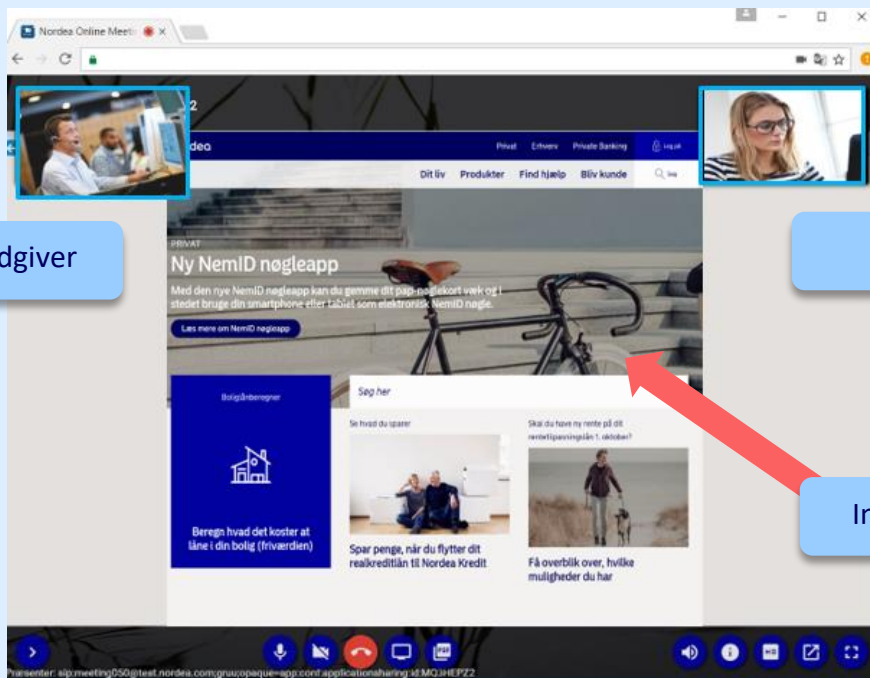 Nordea Online Meeti
2
dea
Privat Erhverv Private Banking Log på
Dit liv Produkter Find hjælp Bliv kunde Søg
dgiver
PRIVAT
Ny NemID nøgleapp
Med den nye NemID nøgleapp kan du gemme dit pap-nøglekort væk og i
stedet bruge din smartphone eller tablet som elektronisk NemID nøgle.
Læs mere om NemID nøgleapp
Boliglånberegner
Søg her
Se hvad du sparer
Skal du have ny rente på dit
rentetilpasningslån 1. oktober?
In
Beregn hvad det koster at
låne i din bolig (friværdien)
Spar penge, når du flytter dit
realkreditlån til Nordea Kredit
Få overblik over, hvilke
muligheder du har
PDF
HD
Præsenter: sip:meeting050@test.nordea.com;gruu;opaque=app:conf:applicationsharing:id:MQ3HEPZ2